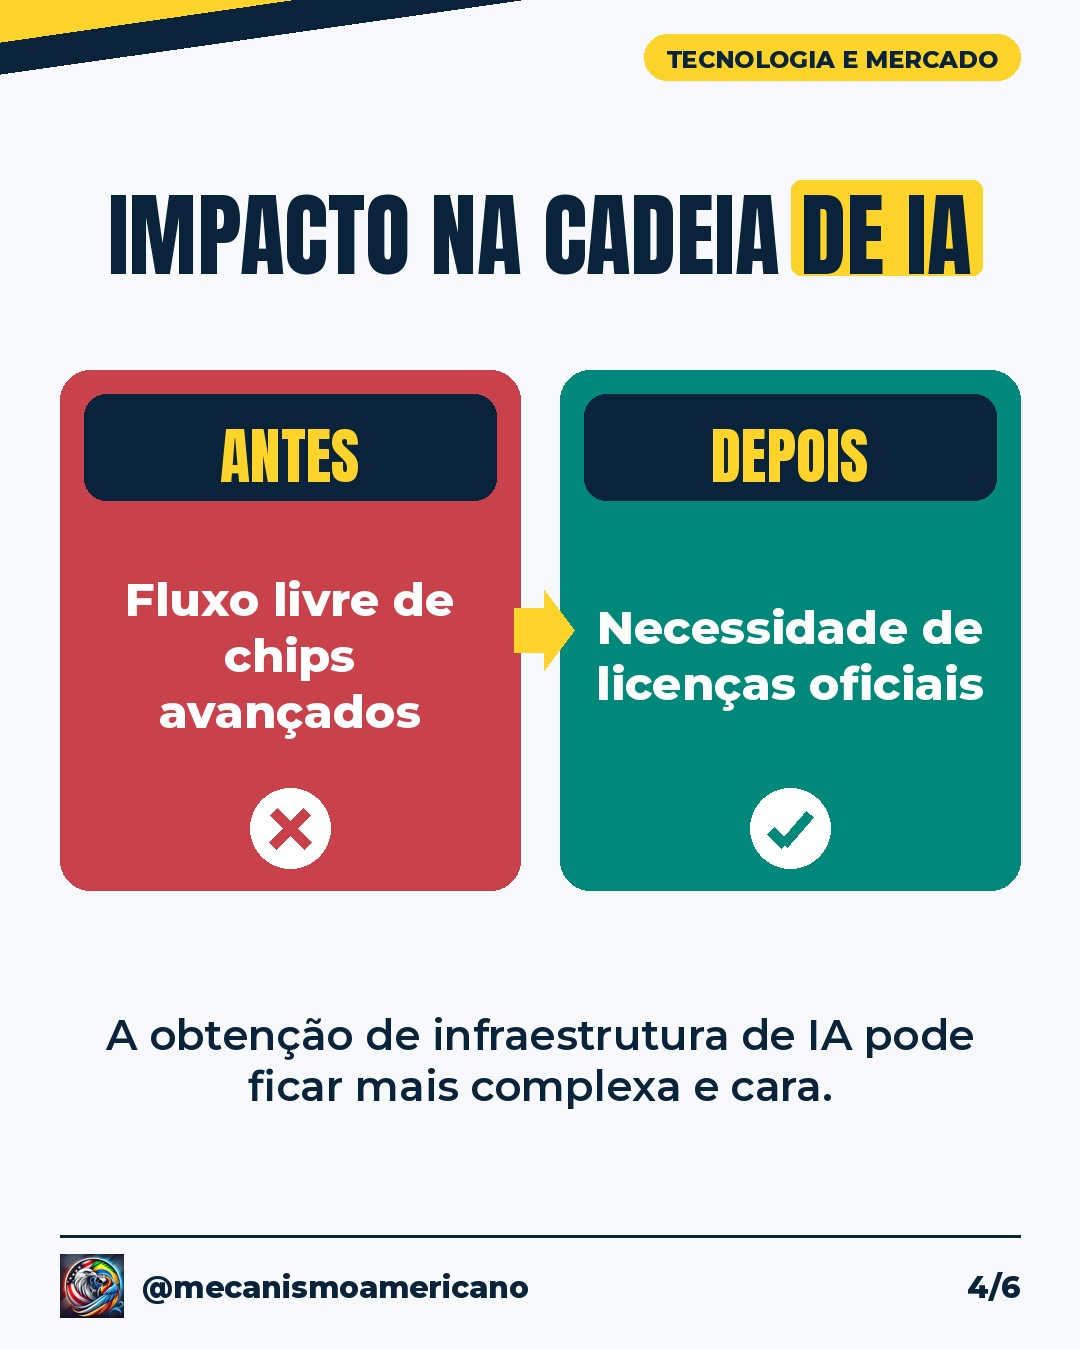 TECNOLOGIA E MERCADO
IMPACTO NA CADEIA DE IA
ANTES
Fluxo livre de
chips
avançados
DEPOIS
Necessidade de
licenças oficiais
A obtenção de infraestrutura de IA pode
ficar mais complexa e cara.
@mecanismoamericano
4/6